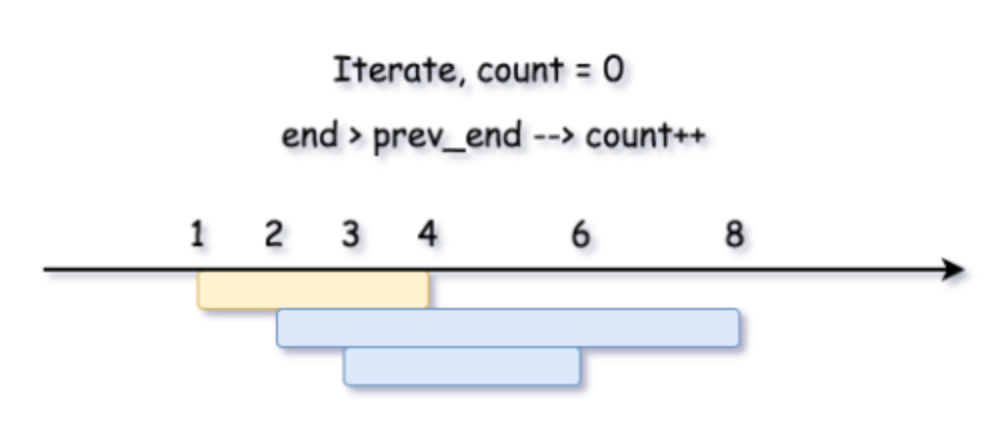 Iterate, count = 0
end > prev_end --> count++
1 2 3 4 6 8